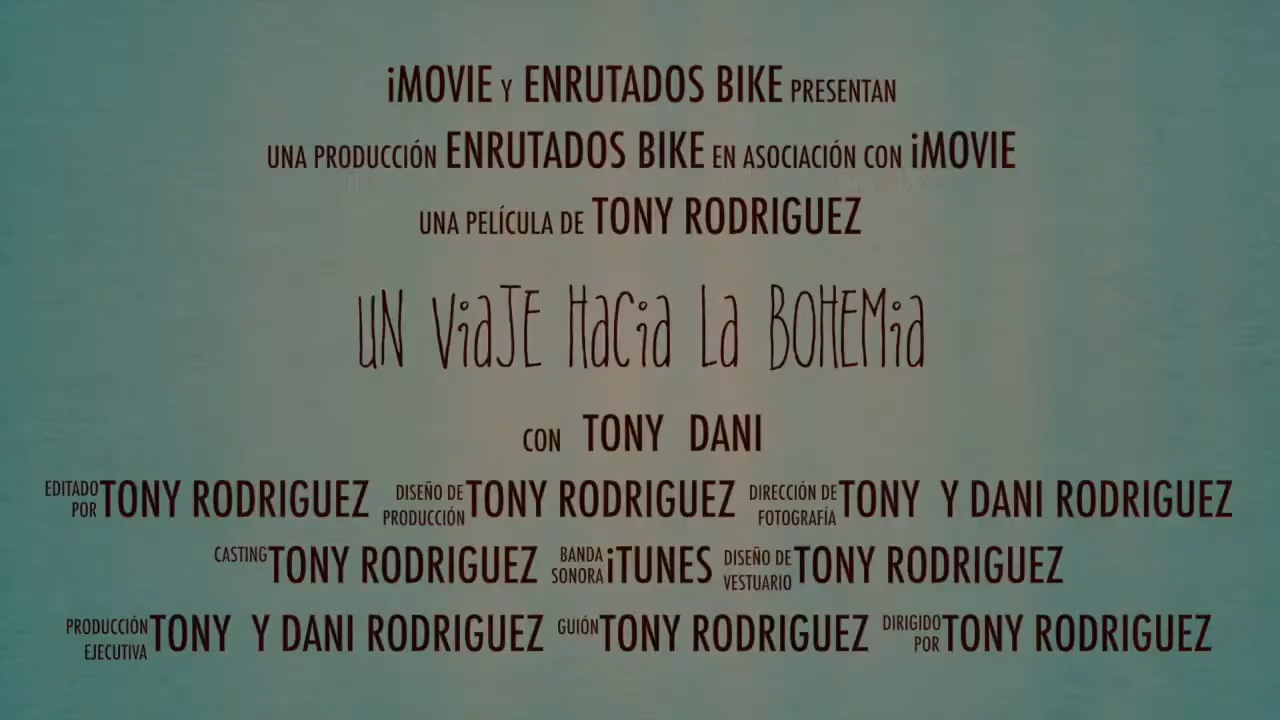 iMOVIE Y ENRUTADOS BIKE PRESENTAN
UNA PRODUCCIÓN ENRUTADOS BIKE EN ASOCIACIÓN CON iMOVIE
UNA PELÍCULA DE TONY RODRIGUEZ
UN ViaJE HaCia La BOHEMia
CON TONY DANI
EDITADO POR TONY RODRIGUEZ DISEÑO DE PRODUCCIÓN TONY RODRIGUEZ DIRECCIÓN DE FOTOGRAFÍA TONY Y DANI RODRIGUEZ
CASTING TONY RODRIGUEZ BANDA SONORA iTUNES DISEÑO DE VESTUARIO TONY RODRIGUEZ
PRODUCCIÓN EJECUTIVA TONY Y DANI RODRIGUEZ GUIÓN TONY RODRIGUEZ DIRIGIDO POR TONY RODRIGUEZ